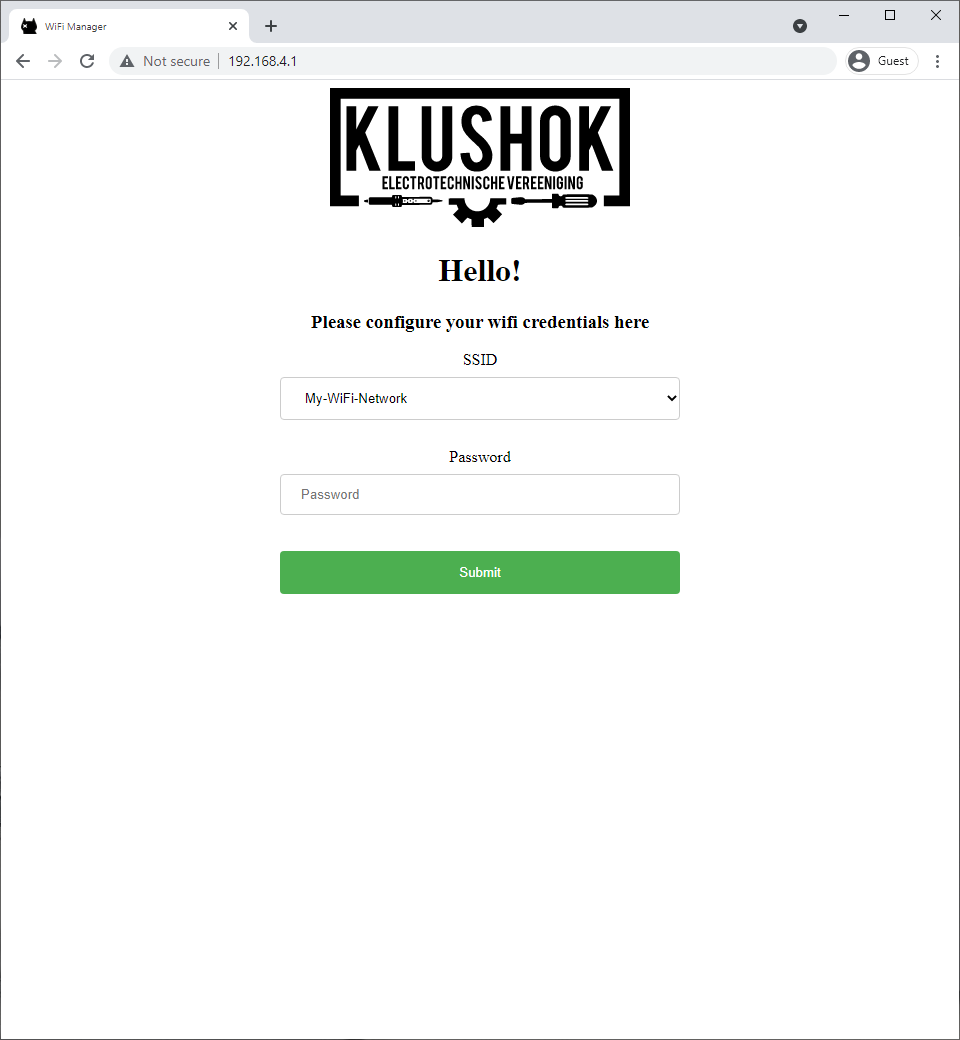 WiFi Manager
Not secure
192.168.4.1
Guest
KLUSHOK
ELECTROTECHNISCHE VEREENIGING
Hello!
Please configure your wifi credentials here
SSID
My-WiFi-Network
Password
Password
Submit